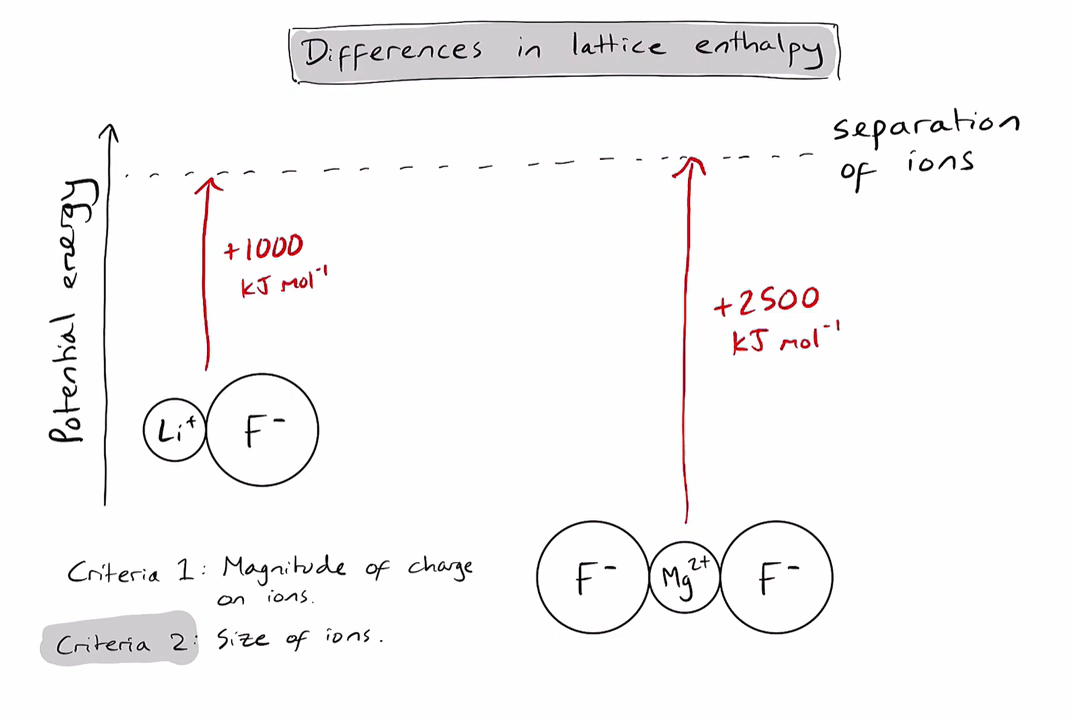 Differences in lattice enthalpy
separation
of ions
Potential energy
+1000
KJ mol⁻¹
+2500
KJ mol⁻¹
Li⁺ F⁻
F⁻ Mg²⁺ F⁻
Criteria 1: Magnitude of charge
on ions.
Criteria 2: Size of ions.